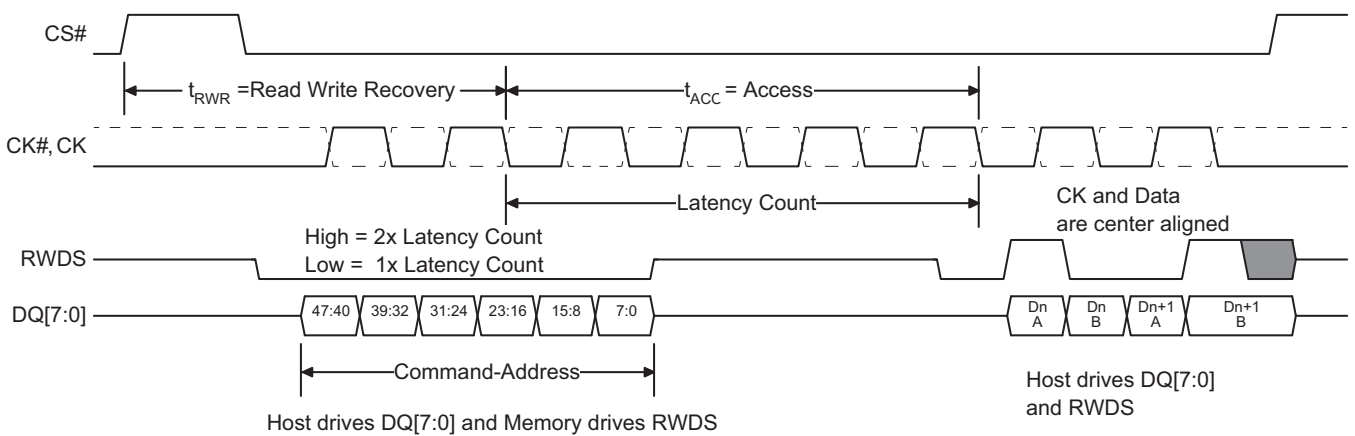 CS#
tRWR =Read Write Recovery
tACC = Access
CK#, CK
Latency Count
CK and Data
are center aligned
High = 2x Latency Count
Low = 1x Latency Count
RWDS
DQ[7:0]
47:40 39:32 31:24 23:16 15:8 7:0
Dn
A
Dn
B
Dn+1
A
Dn+1
B
Command-Address
Host drives DQ[7:0]
and RWDS
Host drives DQ[7:0] and Memory drives RWDS